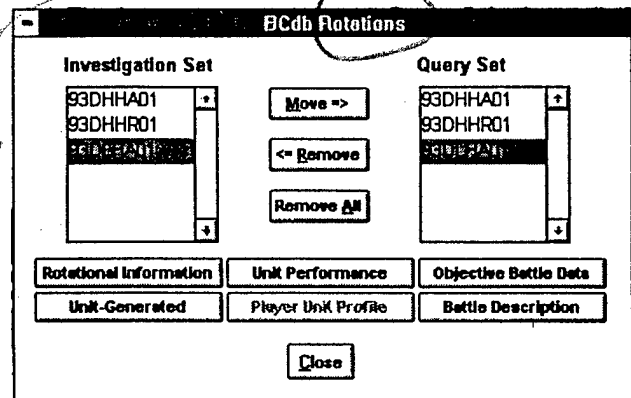 BCdb Rotations
Investigation Set
Query Set
93DHHA01
93DHHR01
Move =>
<= Remove
Remove All
93DHHA01
93DHHR01
Rotational Information
Unit Performance
Objective Battle Data
Unit-Generated
Player Unit Profile
Battle Description
Close